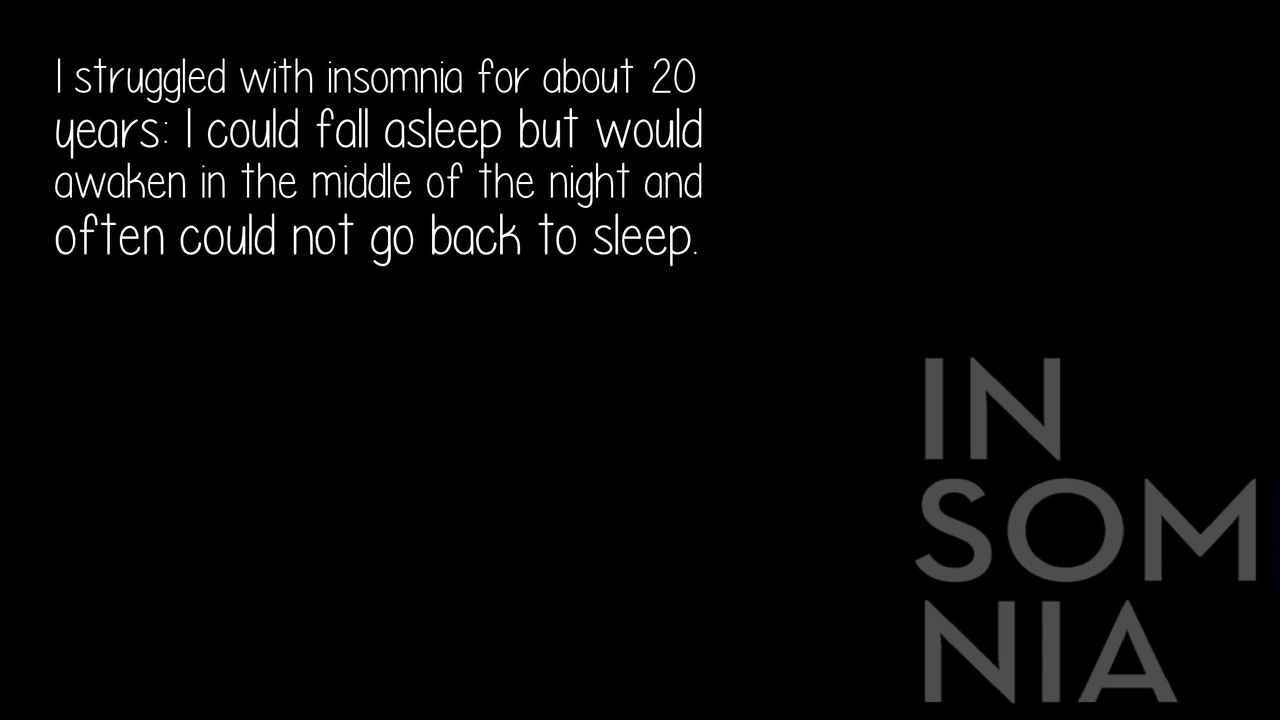 I struggled with insomnia for about 20
years: I could fall asleep but would
awaken in the middle of the night and
often could not go back to sleep.
IN
SOM
NIA